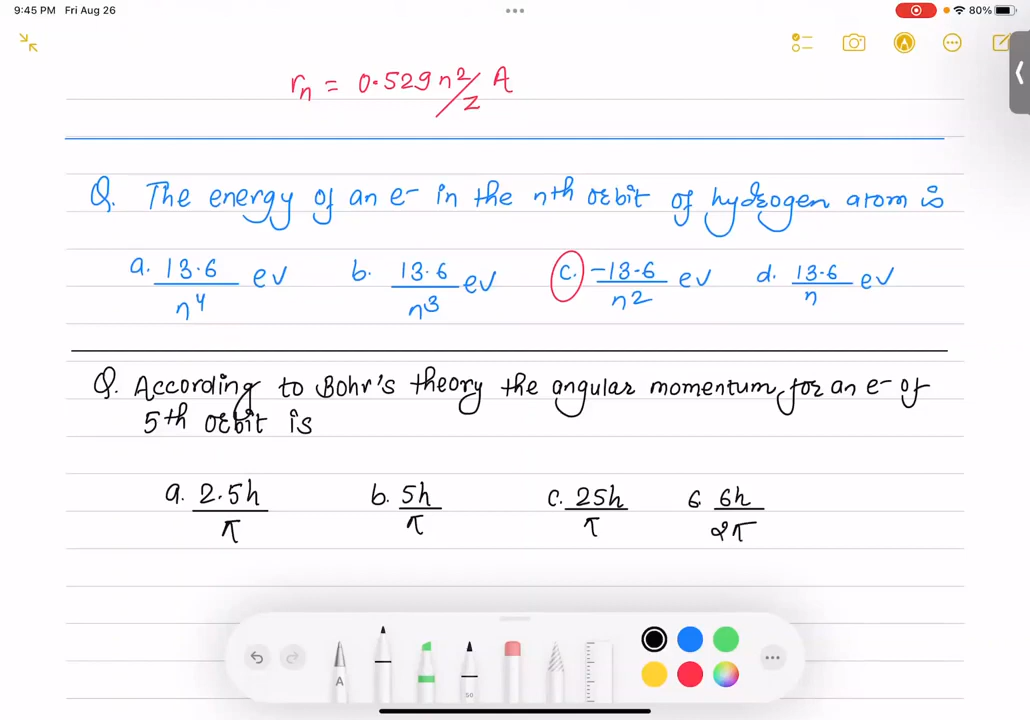 9:45 PM Fri Aug 26
80%
rn = 0.529 n²/z A
Q. The energy of an e- in the nth orbit of hydrogen atom is
a. 13.6/n⁴ ev b. 13.6/n³ ev c. -13.6/n² ev d. 13.6/n ev
Q. According to Bohr's theory the angular momentum for an e- of
5th orbit is
a. 2.5h/π b. 5h/π c. 25h/π 6. 6h/2π
A
50